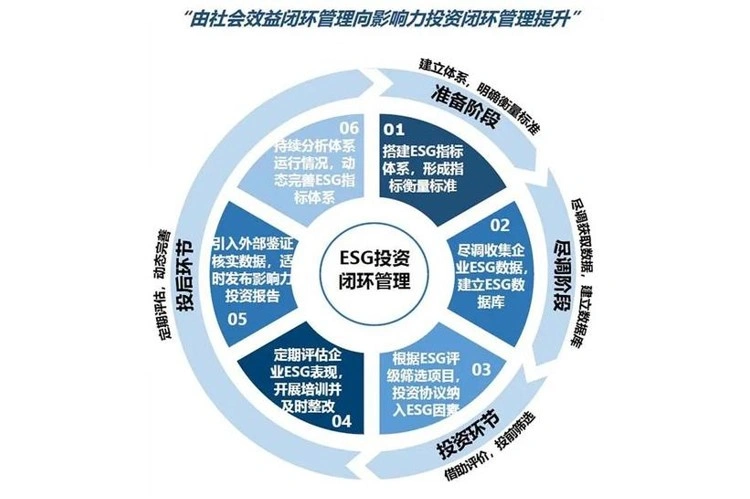 “由社会效益闭环管理向影响力投资闭环管理提升”
建立体系，明确衡量标准
准备阶段
01
搭建ESG指标
体系，形成指
标衡量标准
尽调获取数据，建立数据库
尽调阶段
02
尽调收集企
业ESG数据，
建立ESG数
据库
03
根据ESG评
级筛选项目，
投资协议纳
入ESG因素
投资环节
借助评价，投前筛选
定期评估企
业ESG表现，
开展培训并
及时整改
04
引入外部鉴证
核实数据，适
时发布影响力
投资报告
05
06
持续分析体系
运行情况，动
态完善ESG指
标体系
投后环节
定期评估，动态完善
ESG投资
闭环管理